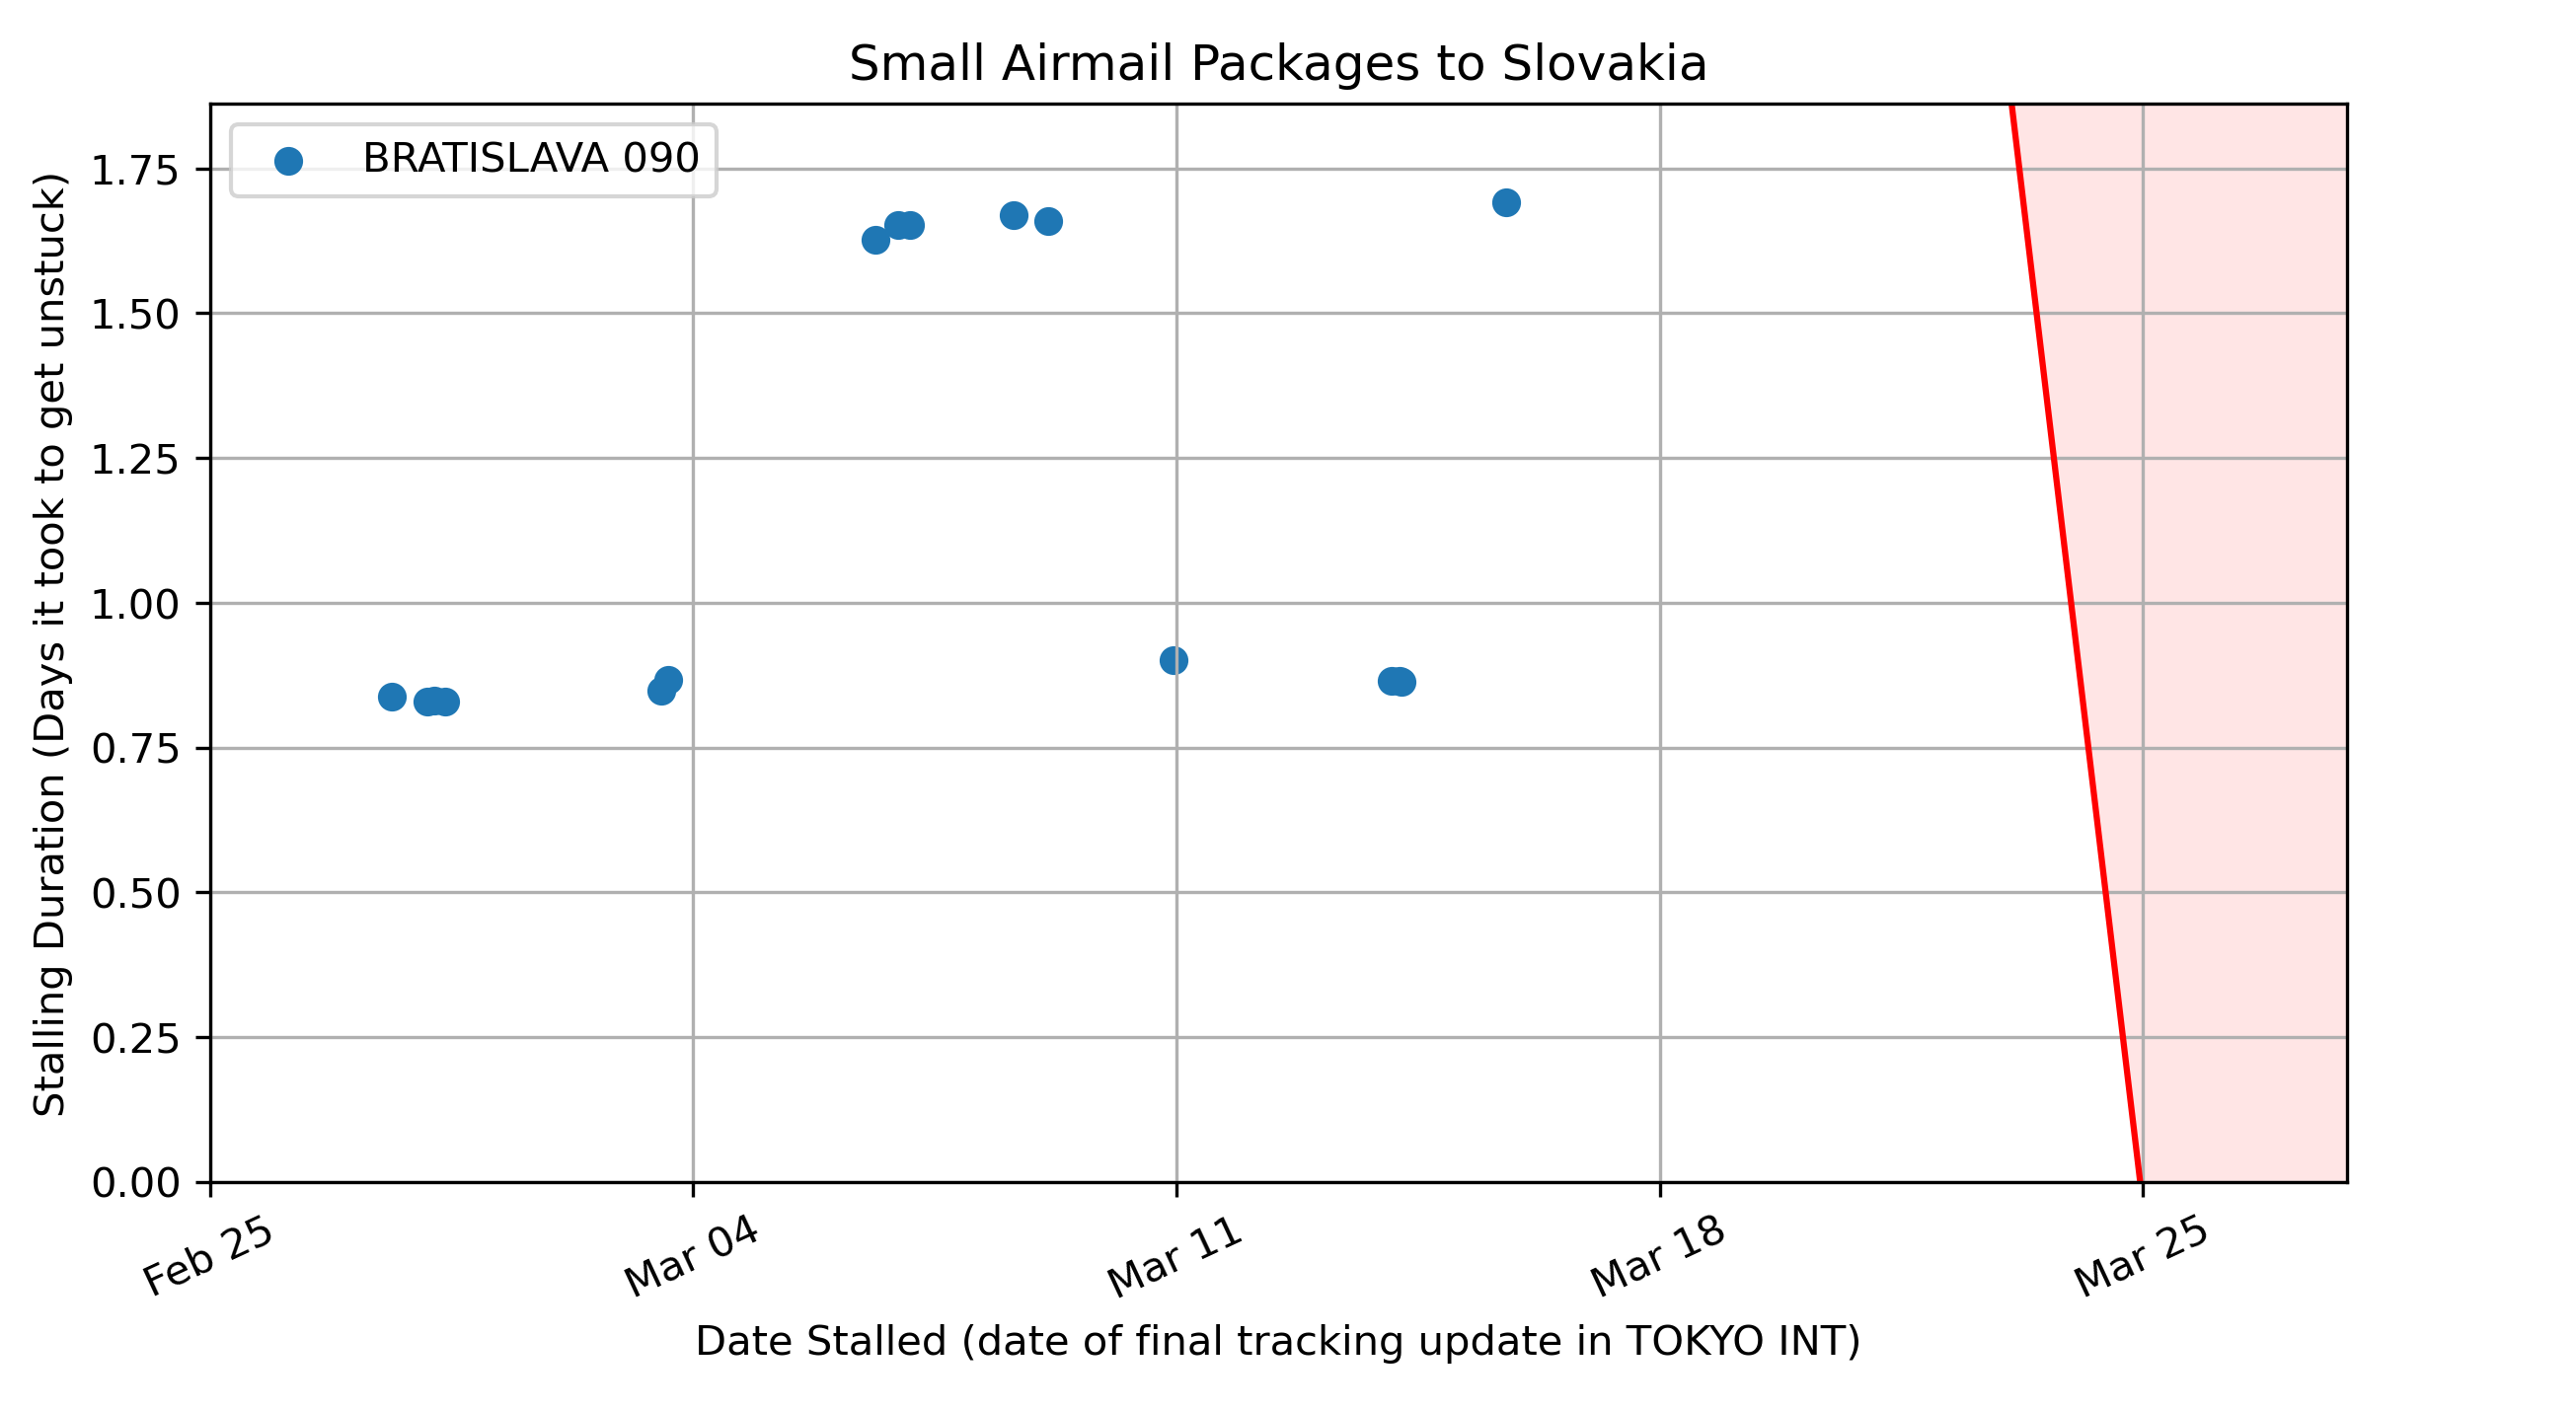 Small Airmail Packages to Slovakia
BRATISLAVA 090
Stalling Duration (Days it took to get unstuck)
1.75
1.50
1.25
1.00
0.75
0.50
0.25
0.00
Feb 25
Mar 04
Mar 11
Mar 18
Mar 25
Date Stalled (date of final tracking update in TOKYO INT)